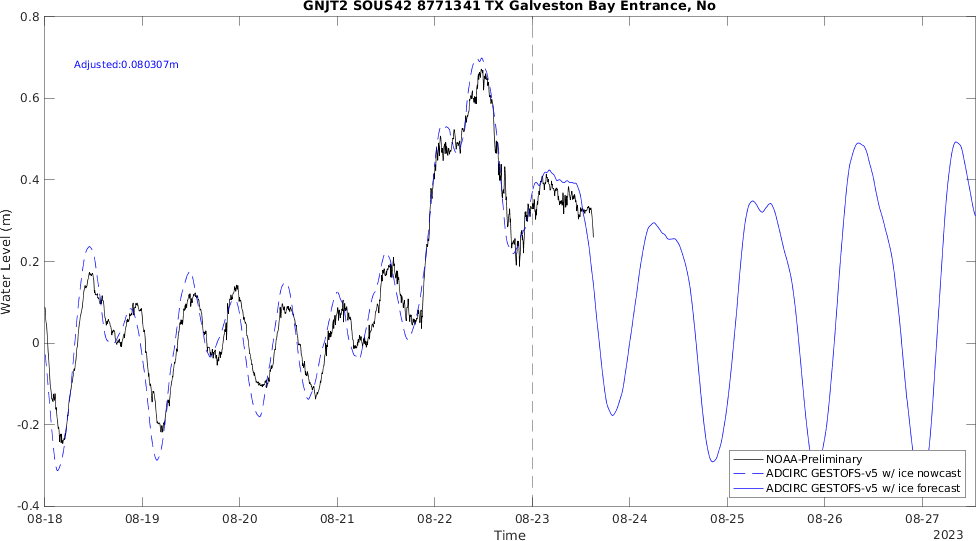 GNJT2 SOUS42 8771341 TX Galveston Bay Entrance, No
Adjusted:0.080307m
Water Level (m)
0.8
0.6
0.4
0.2
0
-0.2
-0.4
NOAA-Preliminary
ADCIRC GESTOFS-v5 w/ ice nowcast
ADCIRC GESTOFS-v5 w/ ice forecast
08-18 08-19 08-20 08-21 08-22 08-23 08-24 08-25 08-26 08-27
Time
2023